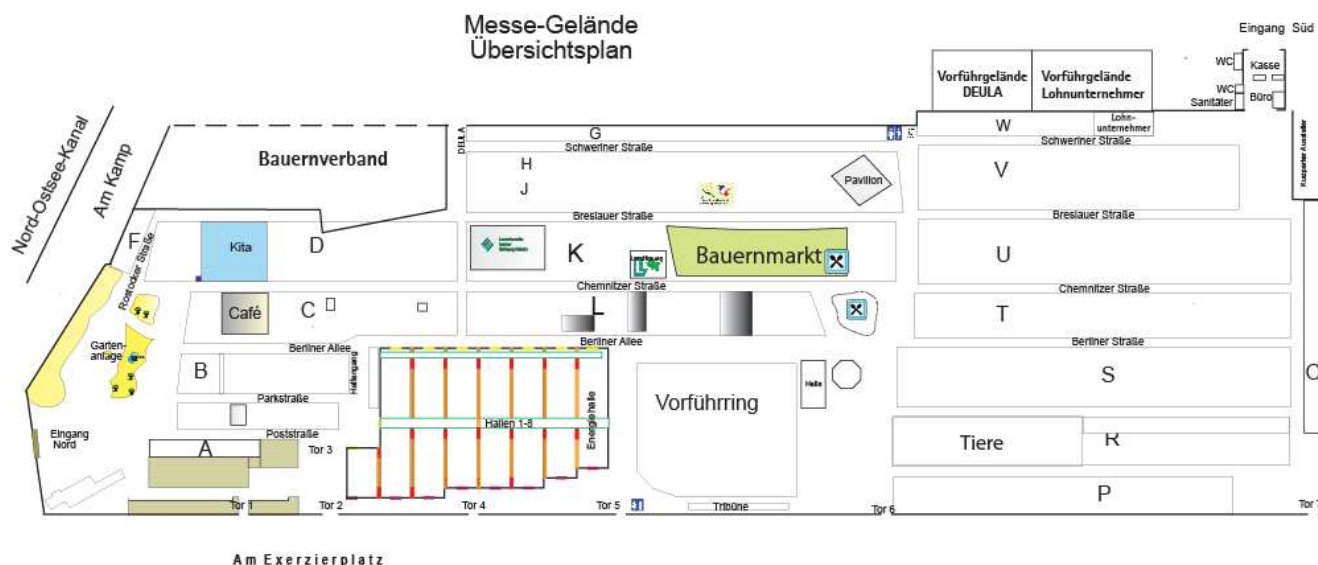 Messe-Gelände
Übersichtsplan
Eingang Süd
WC
Kasse
WC
Sanitäter
Büro
Vorführgelände
DEULA
Vorführgelände
Lohnunternehmer
Nord-Ostsee-Kanal
Am Kamp
Bauernverband
DEULA
G
W
Lohn-
unternehmer
Schweriner Straße
Schweriner Straße
H
J
Pavillon
V
Breslauer Straße
Breslauer Straße
F
Rostocker Straße
Kita
D
K
Bauernmarkt
U
Chemnitzer Straße
Chemnitzer Straße
Café
C
L
T
Garten-
anlage
Berliner Allee
Berliner Allee
Berliner Straße
B
Hallengang
Halle
S
O
Parkstraße
Hallen 1-8
Energiehalle
Vorführring
Eingang
Nord
Poststraße
A
Tor 3
Tiere
R
P
Tor 1
Tor 2
Tor 4
Tor 5
Tribüne
Tor 6
Tor 7
Am Exerzierplatz